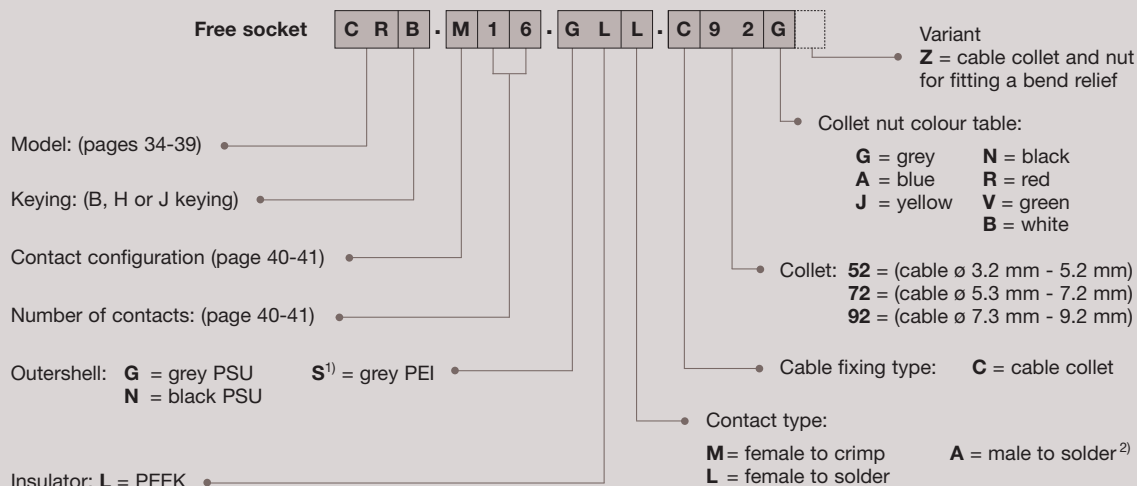 Free socket C R B . M 1 6 . G L L . C 9 2 G
Variant
Z = cable collet and nut
for fitting a bend relief
Model: (pages 34-39)
Collet nut colour table:
G = grey N = black
A = blue R = red
J = yellow V = green
B = white
Keying: (B, H or J keying)
Contact configuration (page 40-41)
Collet: 52 = (cable ø 3.2 mm - 5.2 mm)
72 = (cable ø 5.3 mm - 7.2 mm)
92 = (cable ø 7.3 mm - 9.2 mm)
Number of contacts: (page 40-41)
Outershell: G = grey PSU S1) = grey PEI
N = black PSU
Cable fixing type: C = cable collet
Contact type:
M = female to crimp A = male to solder 2)
L = female to solder
Insulator: L = PEEK